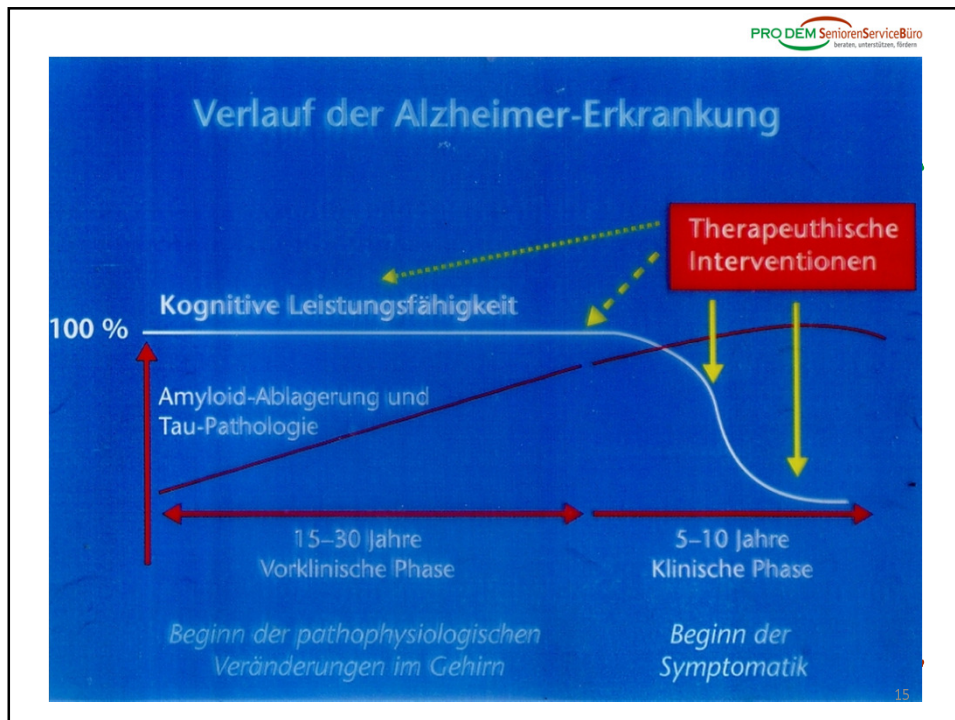 PRO DEM SeniorenServiceBüro
beraten, unterstützen, fördern
Verlauf der Alzheimer-Erkrankung
Therapeuthische
Interventionen
Kognitive Leistungsfähigkeit
100 %
Amyloid-Ablagerung und
Tau-Pathologie
15–30 Jahre
Vorklinische Phase
5–10 Jahre
Klinische Phase
Beginn der pathophysiologischen
Veränderungen im Gehirn
Beginn der
Symptomatik
15